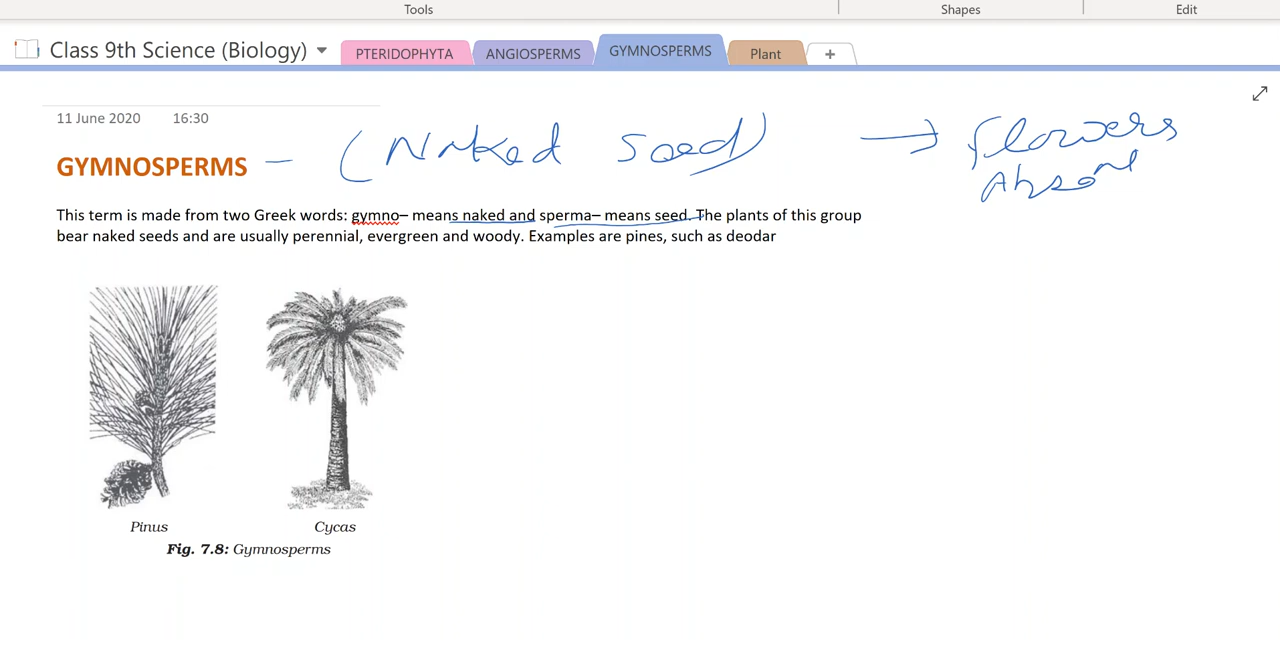 Tools Shapes Edit
Class 9th Science (Biology) PTERIDOPHYTA ANGIOSPERMS GYMNOSPERMS Plant +
11 June 2020 16:30
GYMNOSPERMS – (Naked Seed) → flowers
Absent
This term is made from two Greek words: gymno– means naked and sperma– means seed. The plants of this group
bear naked seeds and are usually perennial, evergreen and woody. Examples are pines, such as deodar
Pinus Cycas
Fig. 7.8: Gymnosperms